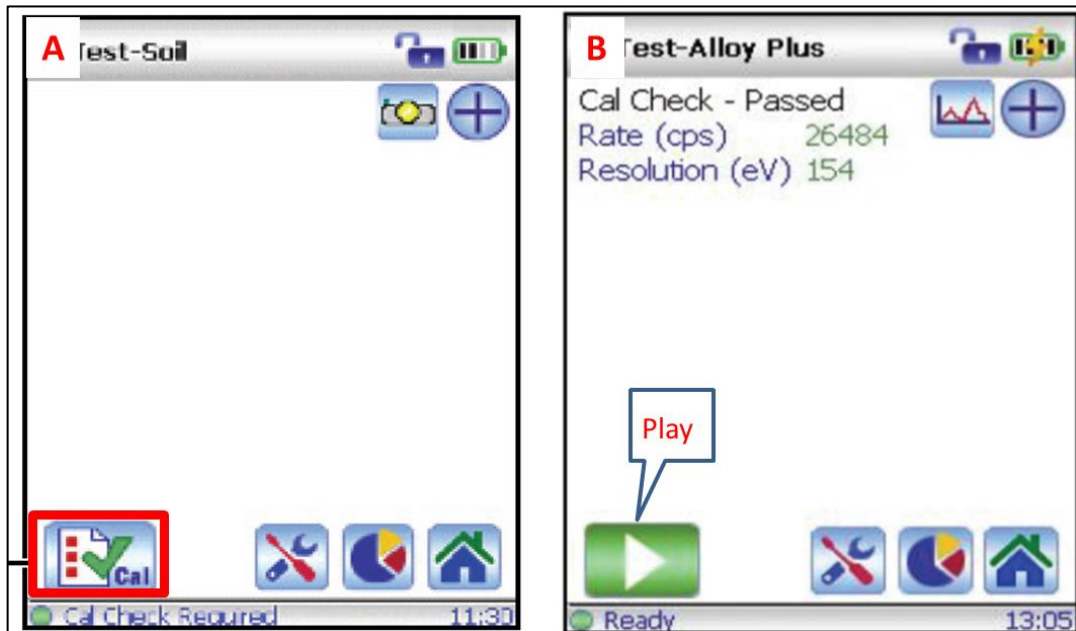 A Test-Soil
Cal
Cal Check Required 11:30
B Test-Alloy Plus
Cal Check - Passed
Rate (cps) 26484
Resolution (eV) 154
Play
Ready 13:05